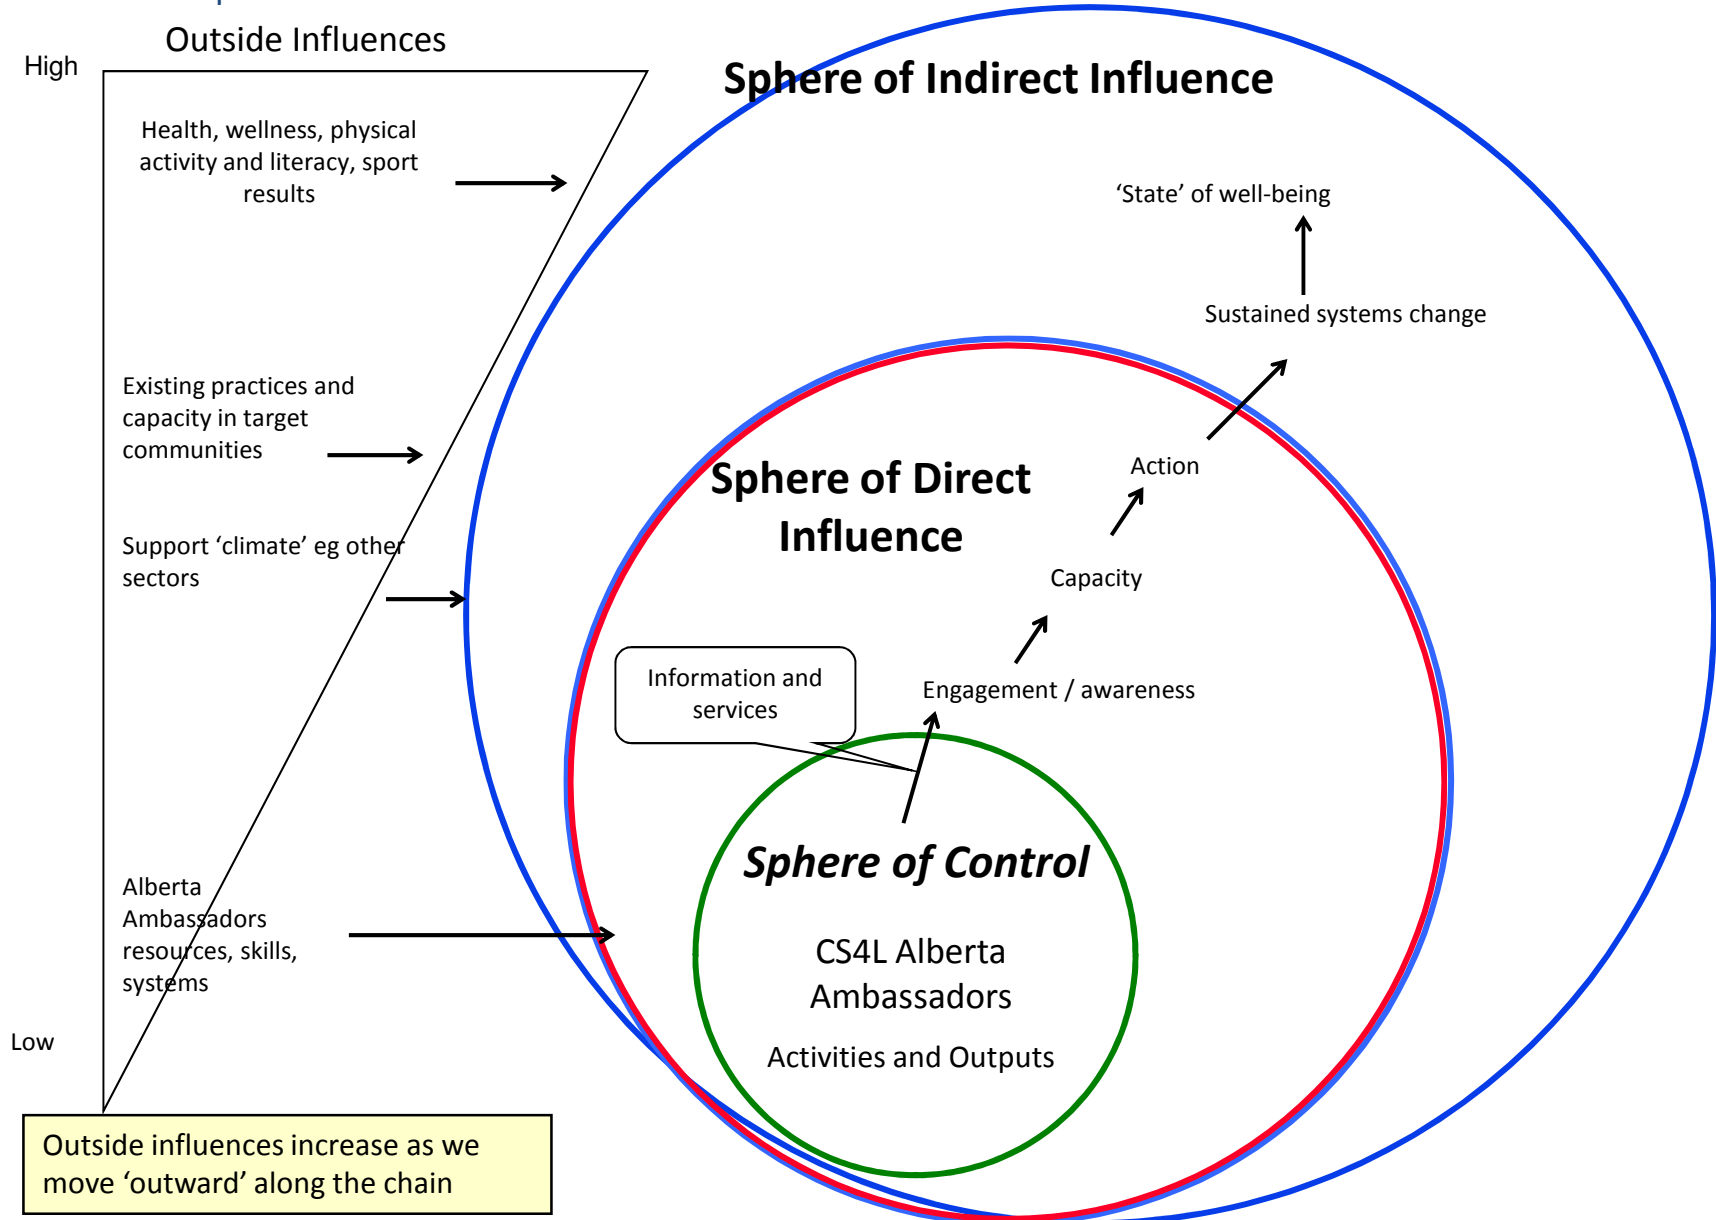 Outside Influences
High
Health, wellness, physical
activity and literacy, sport
results
Existing practices and
capacity in target
communities
Support ‘climate’ eg other
sectors
Alberta
Ambassadors
resources, skills,
systems
Low
Outside influences increase as we
move ‘outward’ along the chain
Sphere of Indirect Influence
‘State’ of well-being
Sustained systems change
Sphere of Direct
Influence
Action
Capacity
Engagement / awareness
Information and
services
Sphere of Control
CS4L Alberta
Ambassadors
Activities and Outputs